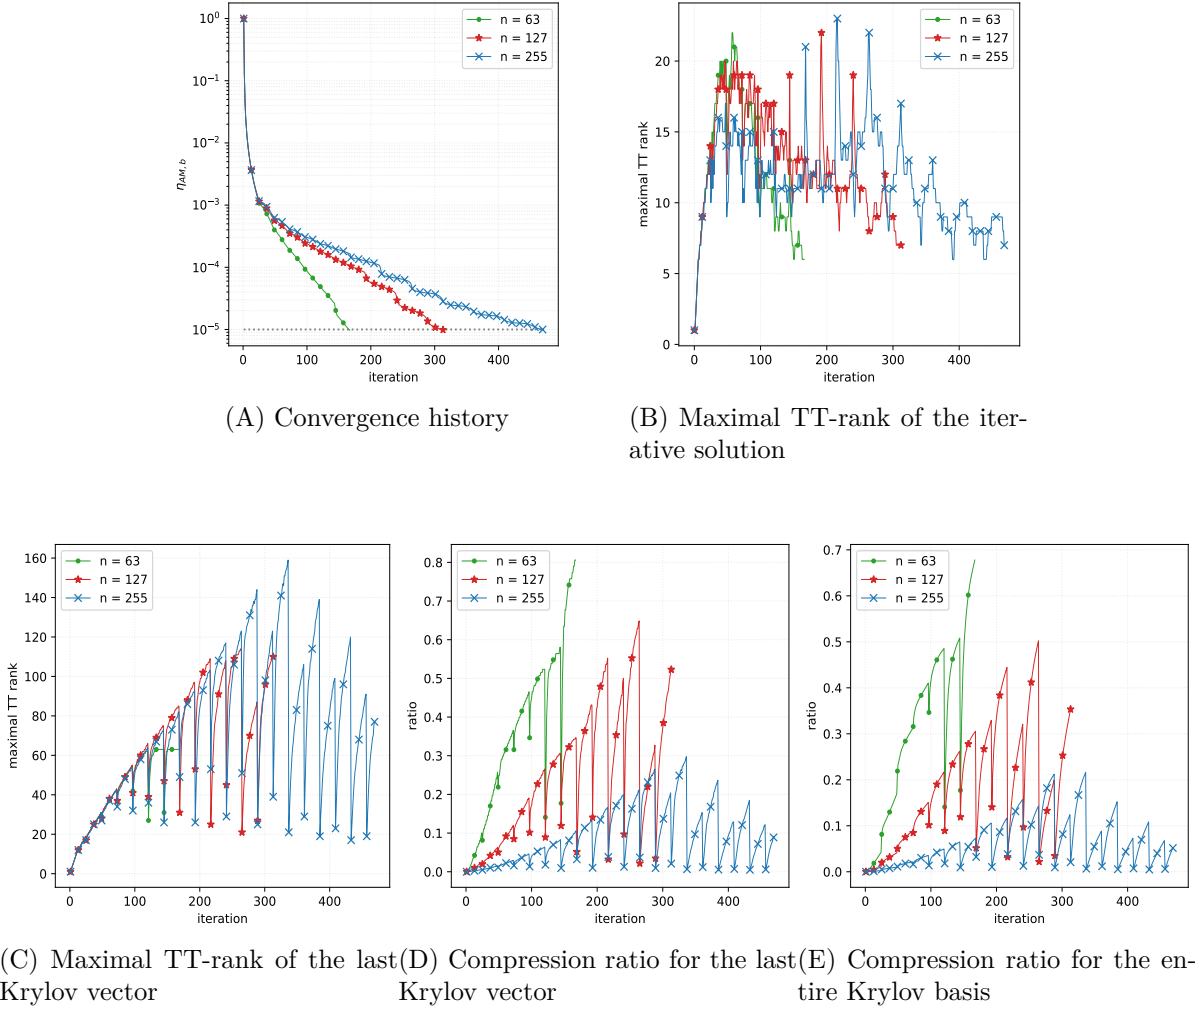 10⁰
10⁻¹
10⁻²
10⁻³
10⁻⁴
10⁻⁵
η_{AM,b}
0 100 200 300 400
iteration
n = 63
n = 127
n = 255
(A) Convergence history
20
15
10
5
0
maximal TT rank
0 100 200 300 400
iteration
n = 63
n = 127
n = 255
(B) Maximal TT-rank of the iter-
ative solution
160
140
120
100
80
60
40
20
0
maximal TT rank
0 100 200 300 400
iteration
n = 63
n = 127
n = 255
(C) Maximal TT-rank of the last
Krylov vector
0.8
0.7
0.6
0.5
0.4
0.3
0.2
0.1
0.0
ratio
0 100 200 300 400
iteration
n = 63
n = 127
n = 255
(D) Compression ratio for the last
Krylov vector
0.7
0.6
0.5
0.4
0.3
0.2
0.1
0.0
ratio
0 100 200 300 400
iteration
n = 63
n = 127
n = 255
(E) Compression ratio for the en-
tire Krylov basis